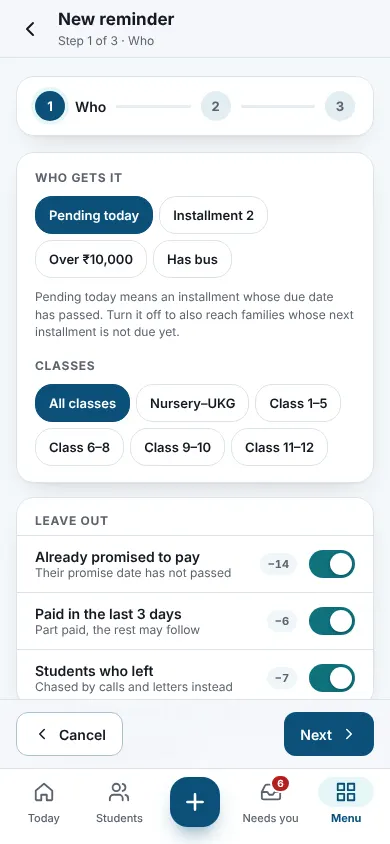 New reminder
Step 1 of 3 · Who
1 Who 2 3
WHO GETS IT
Pending today Installment 2
Over ₹10,000 Has bus
Pending today means an installment whose due date
has passed. Turn it off to also reach families whose next
installment is not due yet.
CLASSES
All classes Nursery–UKG Class 1–5
Class 6–8 Class 9–10 Class 11–12
LEAVE OUT
Already promised to pay −14
Their promise date has not passed
Paid in the last 3 days −6
Part paid, the rest may follow
Students who left −7
Chased by calls and letters instead
Cancel Next
6
Today Students Needs you Menu